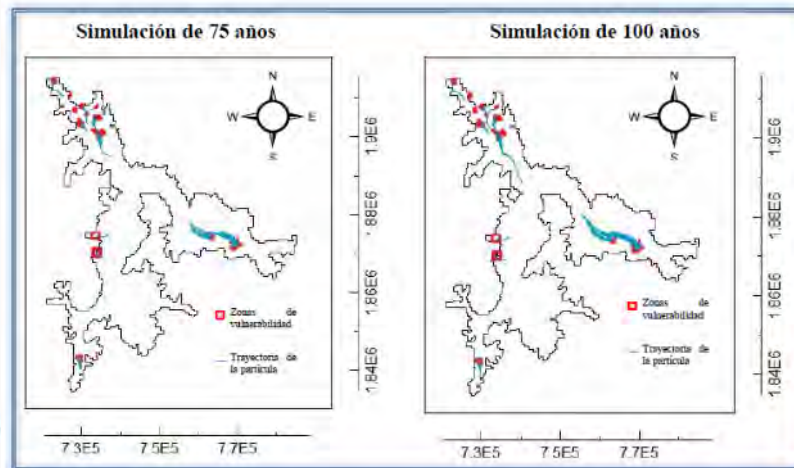 Simulación de 75 años
Simulación de 100 años
N
W E
S
Zonas de
vulnerabilidad
Trayectoria de
la partícula
1.9E6
1.88E6
1.86E6
1.84E6
7.3E5 7.5E5 7.7E5
N
W E
S
Zonas de
vulnerabilidad
Trayectoria de
la partícula
1.9E6
1.88E6
1.86E6
1.84E6
7.3E5 7.5E5 7.7E5